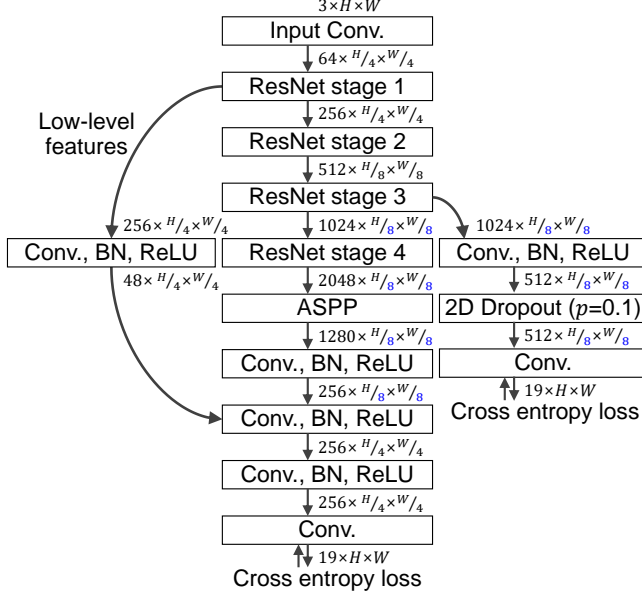 3×H×W
Input Conv.
64× H/4×W/4
ResNet stage 1
256× H/4×W/4
Low-level
features
ResNet stage 2
512× H/8×W/8
ResNet stage 3
256× H/4×W/4
1024× H/8×W/8
1024× H/8×W/8
Conv., BN, ReLU
ResNet stage 4
Conv., BN, ReLU
48× H/4×W/4
2048× H/8×W/8
512× H/8×W/8
ASPP
2D Dropout (p=0.1)
1280× H/8×W/8
512× H/8×W/8
Conv., BN, ReLU
Conv.
256× H/8×W/8
19×H×W
Conv., BN, ReLU
Cross entropy loss
256× H/4×W/4
Conv., BN, ReLU
256× H/4×W/4
Conv.
19×H×W
Cross entropy loss